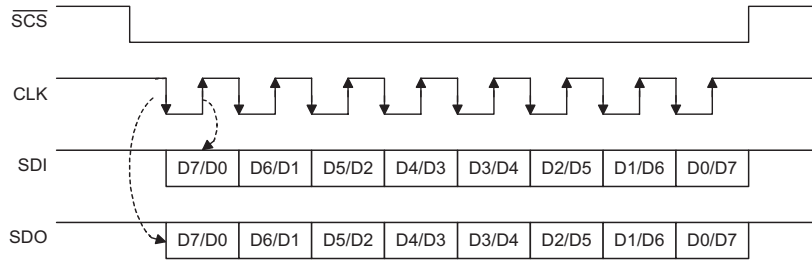 SCS
CLK
SDI D7/D0 D6/D1 D5/D2 D4/D3 D3/D4 D2/D5 D1/D6 D0/D7
SDO D7/D0 D6/D1 D5/D2 D4/D3 D3/D4 D2/D5 D1/D6 D0/D7